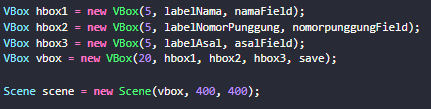 VBox hbox1 = new VBox(5, labelNama, namaField);
VBox hbox2 = new VBox(5, labelNomorPunggung, nomorpunggungField);
VBox hbox3 = new VBox(5, labelAsal, asalField);
VBox vbox = new VBox(20, hbox1, hbox2, hbox3, save);
Scene scene = new Scene(vbox, 400, 400);